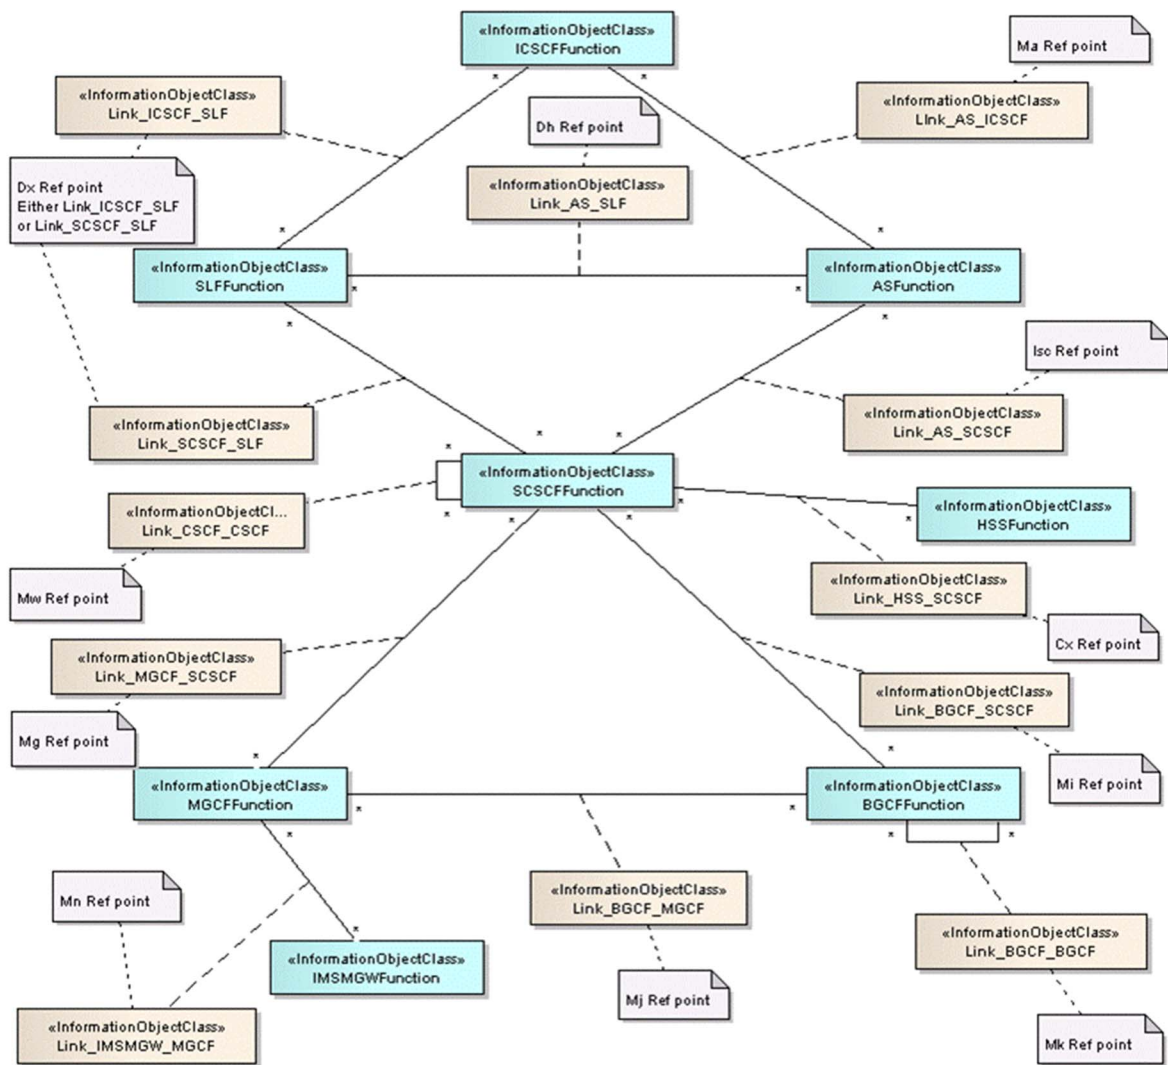 «InformationObjectClass»
ICSCFFunction
*
*
Ma Ref point
«InformationObjectClass»
Link_ICSCF_SLF
«InformationObjectClass»
LInk_AS_ICSCF
Dh Ref point
Dx Ref point
Either Link_ICSCF_SLF
or Link_SCSCF_SLF
«InformationObjectClass»
Link_AS_SLF
*
*
«InformationObjectClass»
SLFFunction
*
*
«InformationObjectClass»
ASFunction
*
*
Isc Ref point
«InformationObjectClass»
Link_SCSCF_SLF
«InformationObjectClass»
Link_AS_SCSCF
*
*
*
«InformationObjectClass»
SCSCFFunction
*
*
*
*
*
«InformationObjectClass»
HSSFunction
«InformationObjectCl...
Link_CSCF_CSCF
Mw Ref point
«InformationObjectClass»
Link_HSS_SCSCF
Cx Ref point
«InformationObjectClass»
Link_MGCF_SCSCF
«InformationObjectClass»
Link_BGCF_SCSCF
Mg Ref point
Mi Ref point
*
*
«InformationObjectClass»
MGCFFunction
*
*
«InformationObjectClass»
BGCFFunction
*
*
*
Mn Ref point
«InformationObjectClass»
Link_BGCF_MGCF
*
«InformationObjectClass»
IMSMGWFunction
«InformationObjectClass»
Link_BGCF_BGCF
Mj Ref point
«InformationObjectClass»
Link_IMSMGW_MGCF
Mk Ref point